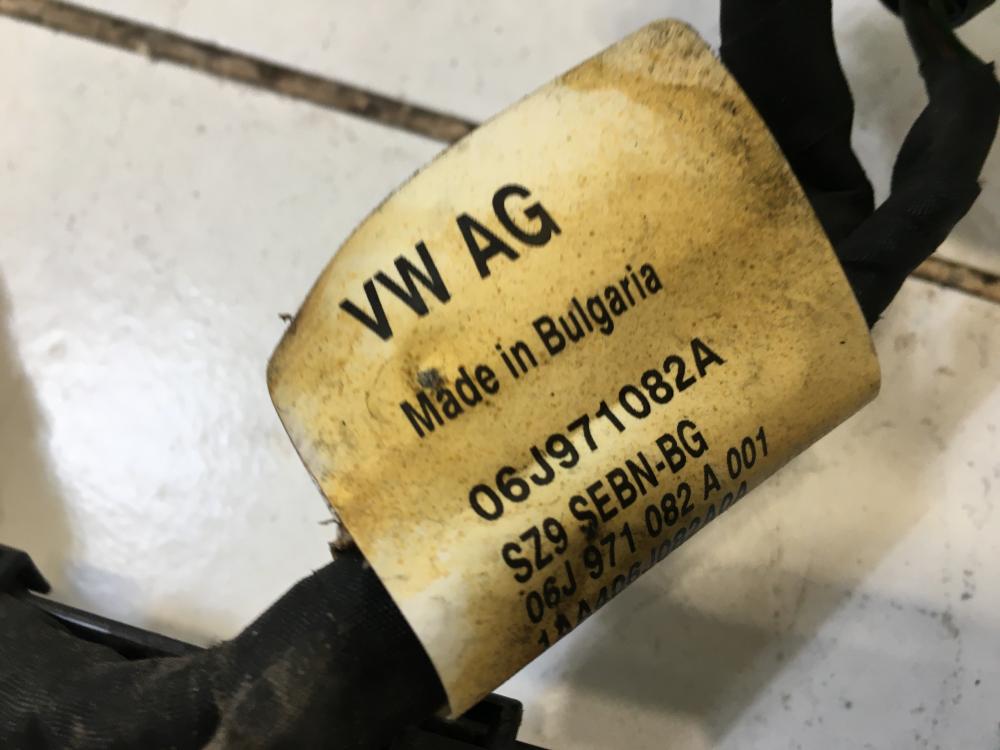 VW AG
Made in Bulgaria
06J971082A
SZ9 SEBN-BG
06J 971 082 A 001